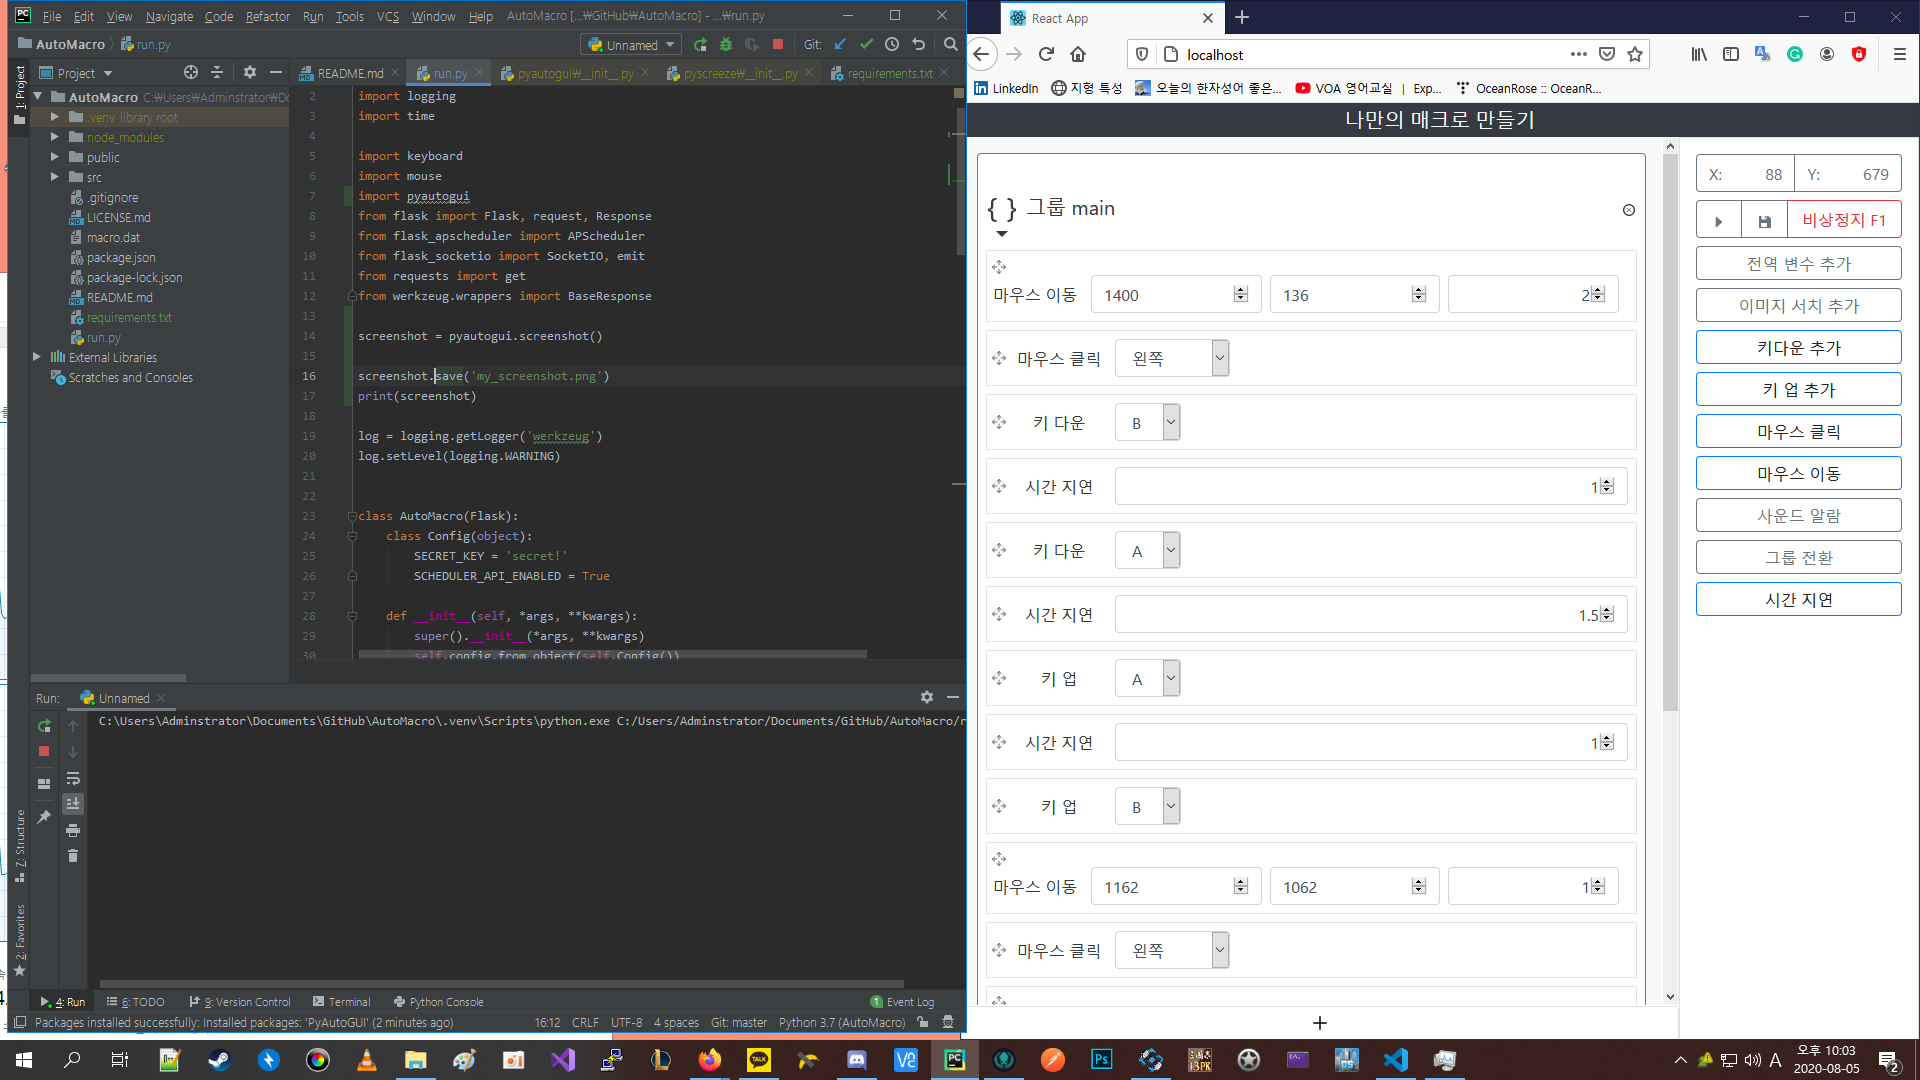 File Edit View Navigate Code Refactor Run Tools VCS Window Help AutoMacro [...₩GitHub₩AutoMacro] - ...₩run.py
AutoMacro run.py
Unnamed
Git:
1: Project
Project
README.md
run.py
pyautogui₩__init__.py
pyscreeze₩__init__.py
requirements.txt
AutoMacro C:₩Users₩Adminstrator₩Do
.venv library root
node_modules
public
src
.gitignore
LICENSE.md
macro.dat
package.json
package-lock.json
README.md
requirements.txt
run.py
External Libraries
Scratches and Consoles
2 import logging
3 import time
4
5 import keyboard
6 import mouse
7 import pyautogui
8 from flask import Flask, request, Response
9 from flask_apscheduler import APScheduler
10 from flask_socketio import SocketIO, emit
11 from requests import get
12 from werkzeug.wrappers import BaseResponse
13
14 screenshot = pyautogui.screenshot()
15
16 screenshot.save('my_screenshot.png')
17 print(screenshot)
18
19 log = logging.getLogger('werkzeug')
20 log.setLevel(logging.WARNING)
21
22
23 class AutoMacro(Flask):
24 class Config(object):
25 SECRET_KEY = 'secret!'
26 SCHEDULER_API_ENABLED = True
27
28 def __init__(self, *args, **kwargs):
29 super().__init__(*args, **kwargs)
30 self.config.from_object(self.Config())
Run: Unnamed
C:\Users\Adminstrator\Documents\GitHub\AutoMacro\.venv\Scripts\python.exe C:/Users/Adminstrator/Documents/GitHub/AutoMacro/r
7: Structure
2: Favorites
4: Run 6: TODO 9: Version Control Terminal Python Console 1 Event Log
Packages installed successfully: Installed packages: 'PyAutoGUI' (2 minutes ago) 16:12 CRLF UTF-8 4 spaces Git: master Python 3.7 (AutoMacro)
React App
localhost
LinkedIn 지형 특성 오늘의 한자성어 좋은... VOA 영어교실 | Exp... OceanRose :: OceanR...
나만의 매크로 만들기
{ } 그룹 main
마우스 이동 1400 136 2
마우스 클릭 왼쪽
키 다운 B
시간 지연 1
키 다운 A
시간 지연 1.5
키 업 A
시간 지연 1
키 업 B
마우스 이동 1162 1062 1
마우스 클릭 왼쪽
X: 88 Y: 679
비상정지 F1
전역 변수 추가
이미지 서치 추가
키다운 추가
키 업 추가
마우스 클릭
마우스 이동
사운드 알람
그룹 전환
시간 지연
A
오후 10:03
2020-08-05
2